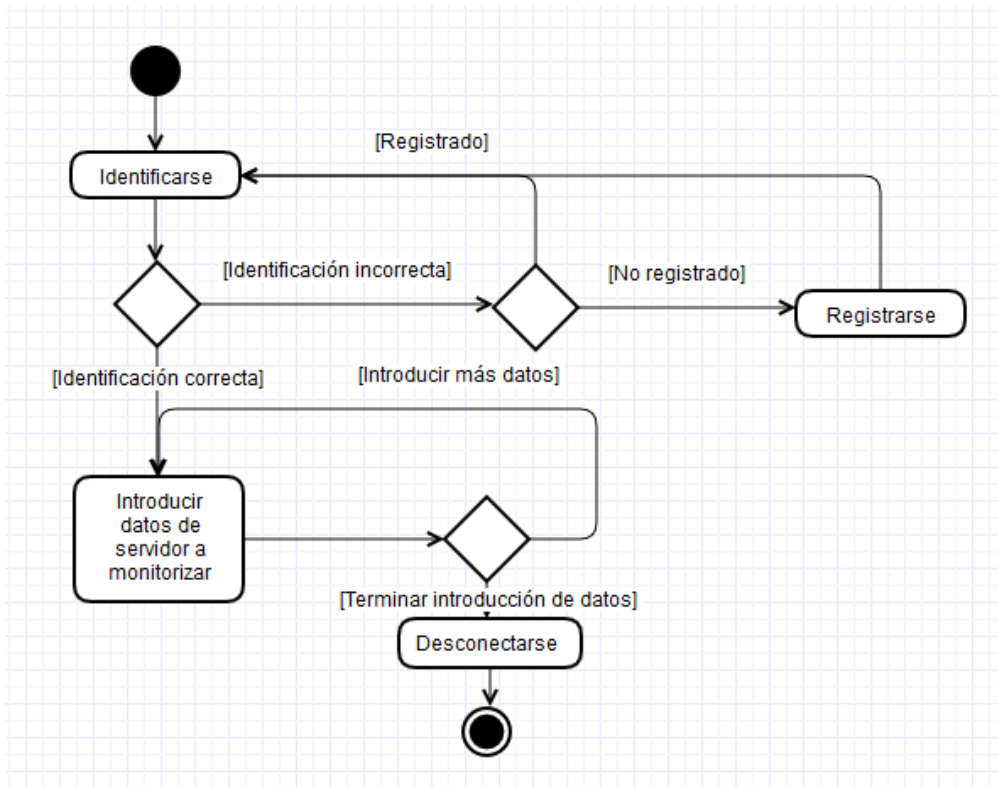 [Registrado]
Identificarse
[Identificación incorrecta]
[No registrado]
Registrarse
[Identificación correcta]
[Introducir más datos]
Introducir
datos de
servidor a
monitorizar
[Terminar introducción de datos]
Desconectarse